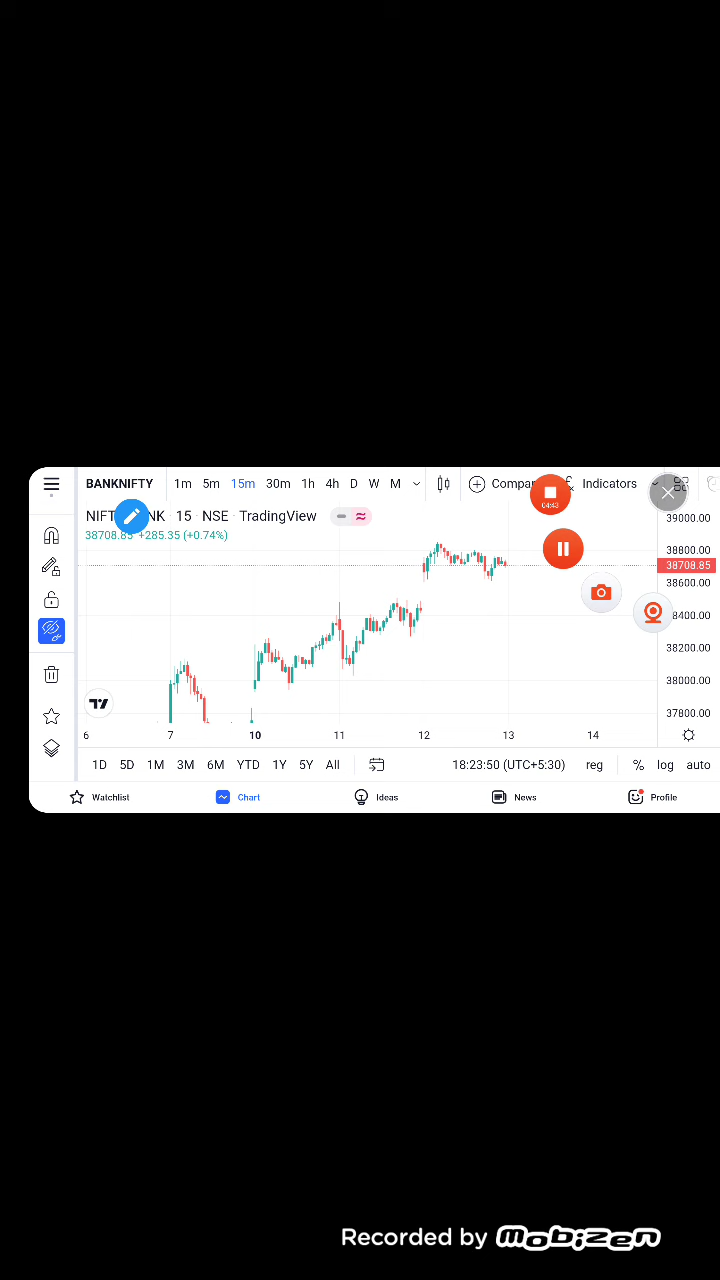 BANKNIFTY 1m 5m 15m 30m 1h 4h D W M Indicators
04:43
15 · NSE · TradingView
38708.85 +285.35 (+0.74%)
39000.00
38800.00
38708.85
38600.00
38400.00
38200.00
38000.00
37800.00
6 7 10 11 12 13 14
1D 5D 1M 3M 6M YTD 1Y 5Y All 18:23:50 (UTC+5:30) reg % log auto
Watchlist Chart Ideas News Profile
Recorded by Mobizen